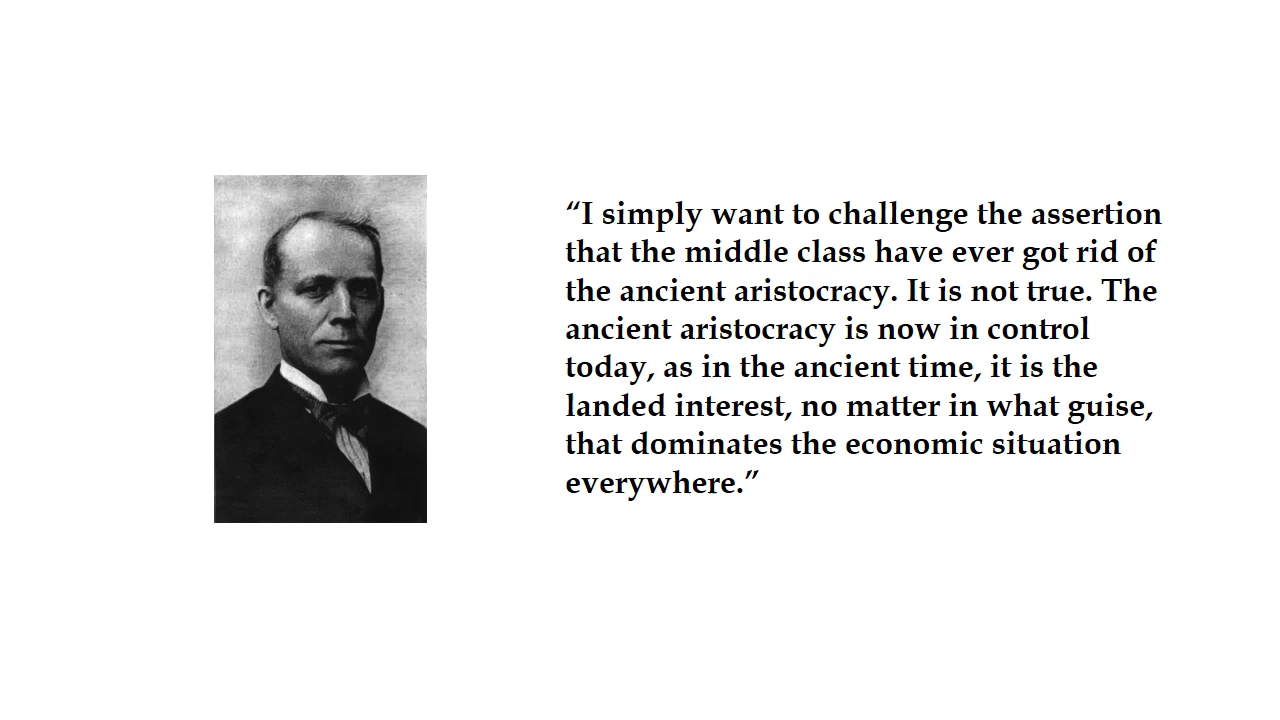 “I simply want to challenge the assertion
that the middle class have ever got rid of
the ancient aristocracy. It is not true. The
ancient aristocracy is now in control
today, as in the ancient time, it is the
landed interest, no matter in what guise,
that dominates the economic situation
everywhere.”